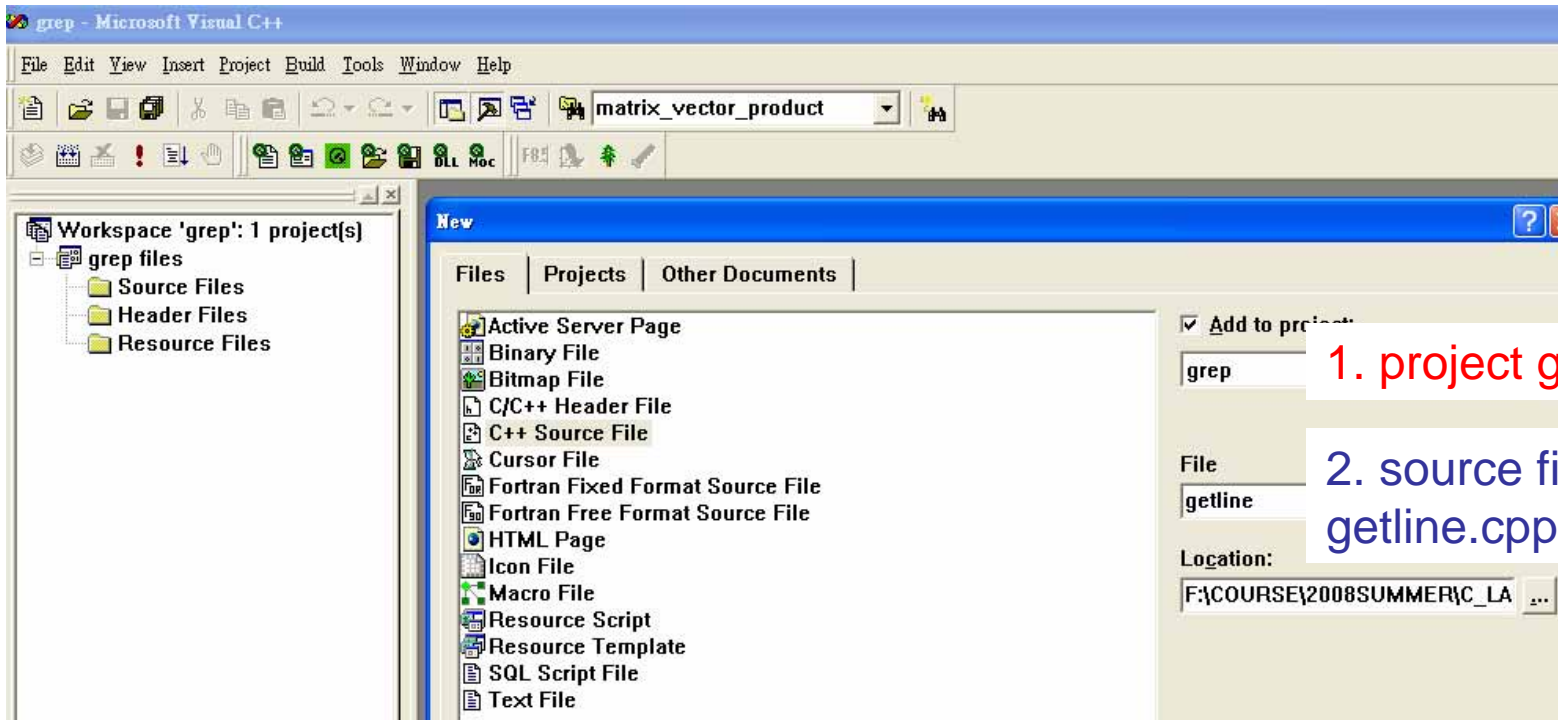 grep - Microsoft Visual C++
File Edit View Insert Project Build Tools Window Help
matrix_vector_product
DLL Moc
Workspace 'grep': 1 project(s)
grep files
Source Files
Header Files
Resource Files
New
Files Projects Other Documents
Active Server Page
Binary File
Bitmap File
C/C++ Header File
C++ Source File
Cursor File
Fortran Fixed Format Source File
Fortran Free Format Source File
HTML Page
Icon File
Macro File
Resource Script
Resource Template
SQL Script File
Text File
Add to project:
grep
1. project g
File
getline
2. source fi
getline.cpp
Location:
F:\COURSE\2008SUMMER\C_LA ...